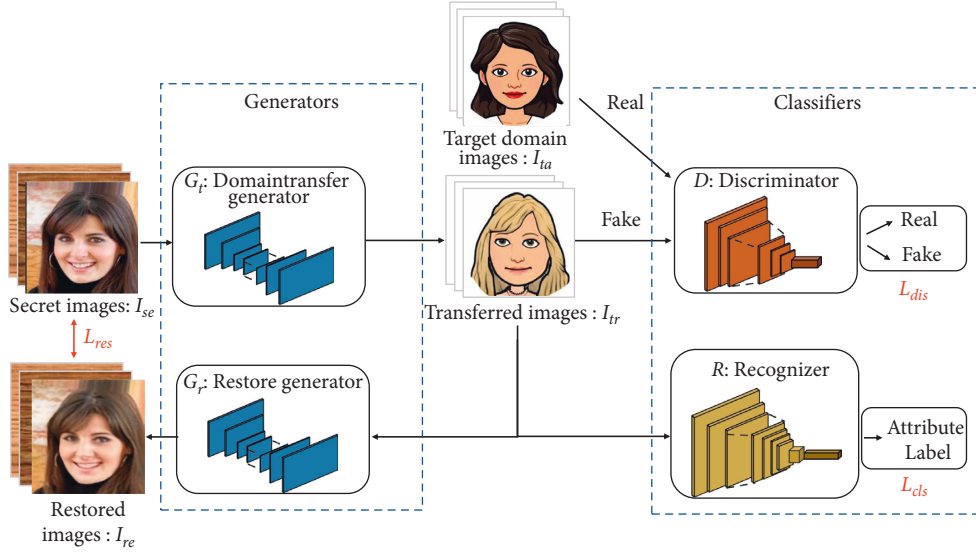 Generators
Classifiers
Real
Target domain
images : I_ta
G_t: Domaintransfer
generator
D: Discriminator
Fake
Real
Fake
L_dis
Secret images: I_se
Transferred images : I_tr
L_res
G_r: Restore generator
R: Recognizer
Attribute
Label
L_cls
Restored
images : I_re